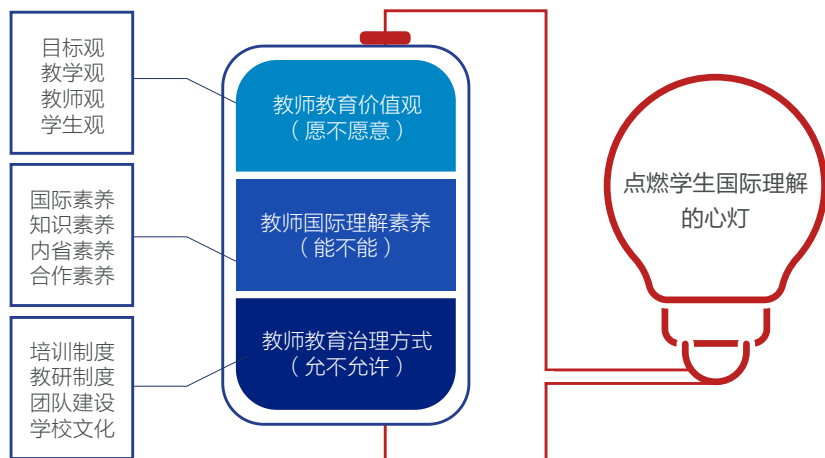 目标观
教学观
教师观
学生观
国际素养
知识素养
内省素养
合作素养
培训制度
教研制度
团队建设
学校文化
教师教育价值观
（愿不愿意）
教师国际理解素养
（能不能）
教师教育治理方式
（允不允许）
点燃学生国际理解
的心灯